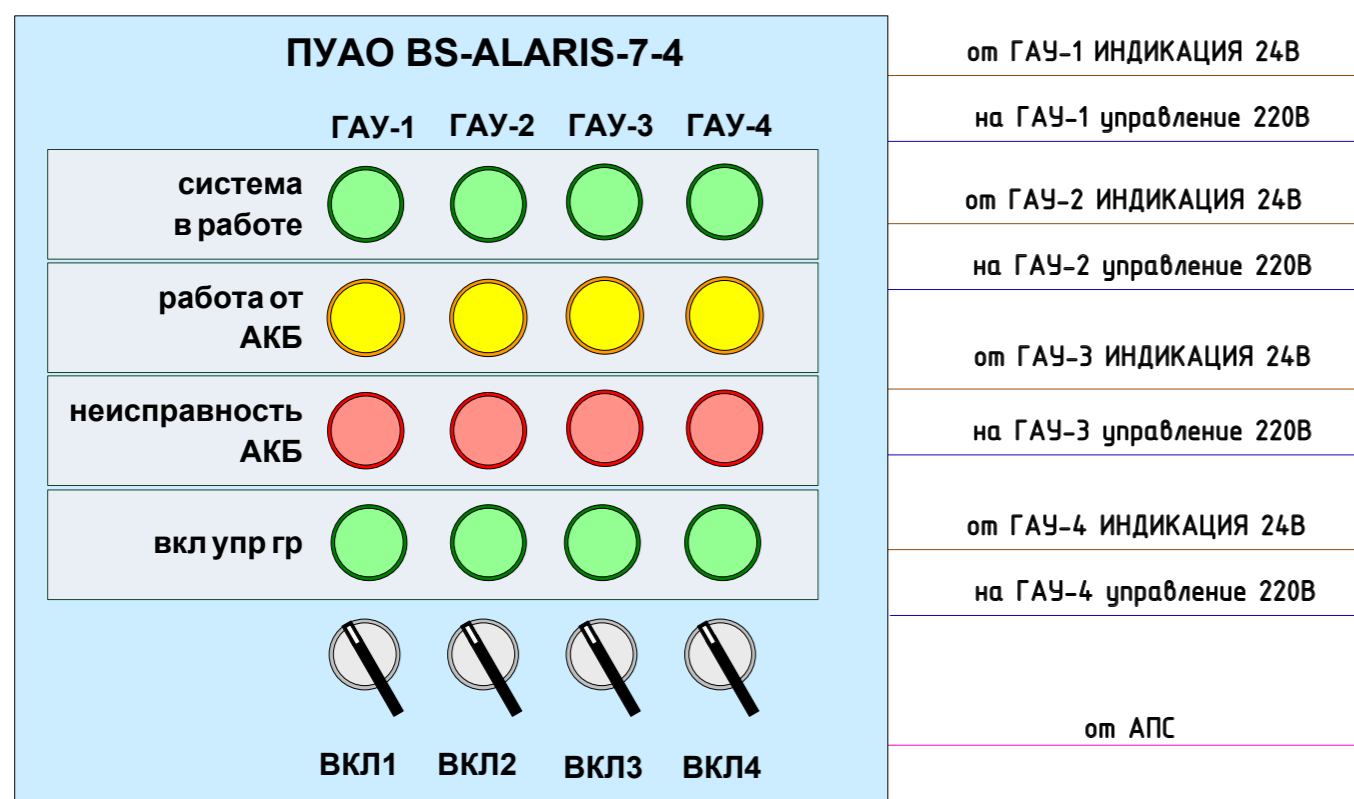 ПУАО BS-ALARIS-7-4
ГАУ-1 ГАУ-2 ГАУ-3 ГАУ-4
система
в работе
работа от
АКБ
неисправность
АКБ
вкл упр гр
ВКЛ1 ВКЛ2 ВКЛ3 ВКЛ4
от ГАУ-1 ИНДИКАЦИЯ 24В
на ГАУ-1 управление 220В
от ГАУ-2 ИНДИКАЦИЯ 24В
на ГАУ-2 управление 220В
от ГАУ-3 ИНДИКАЦИЯ 24В
на ГАУ-3 управление 220В
от ГАУ-4 ИНДИКАЦИЯ 24В
на ГАУ-4 управление 220В
от АПС